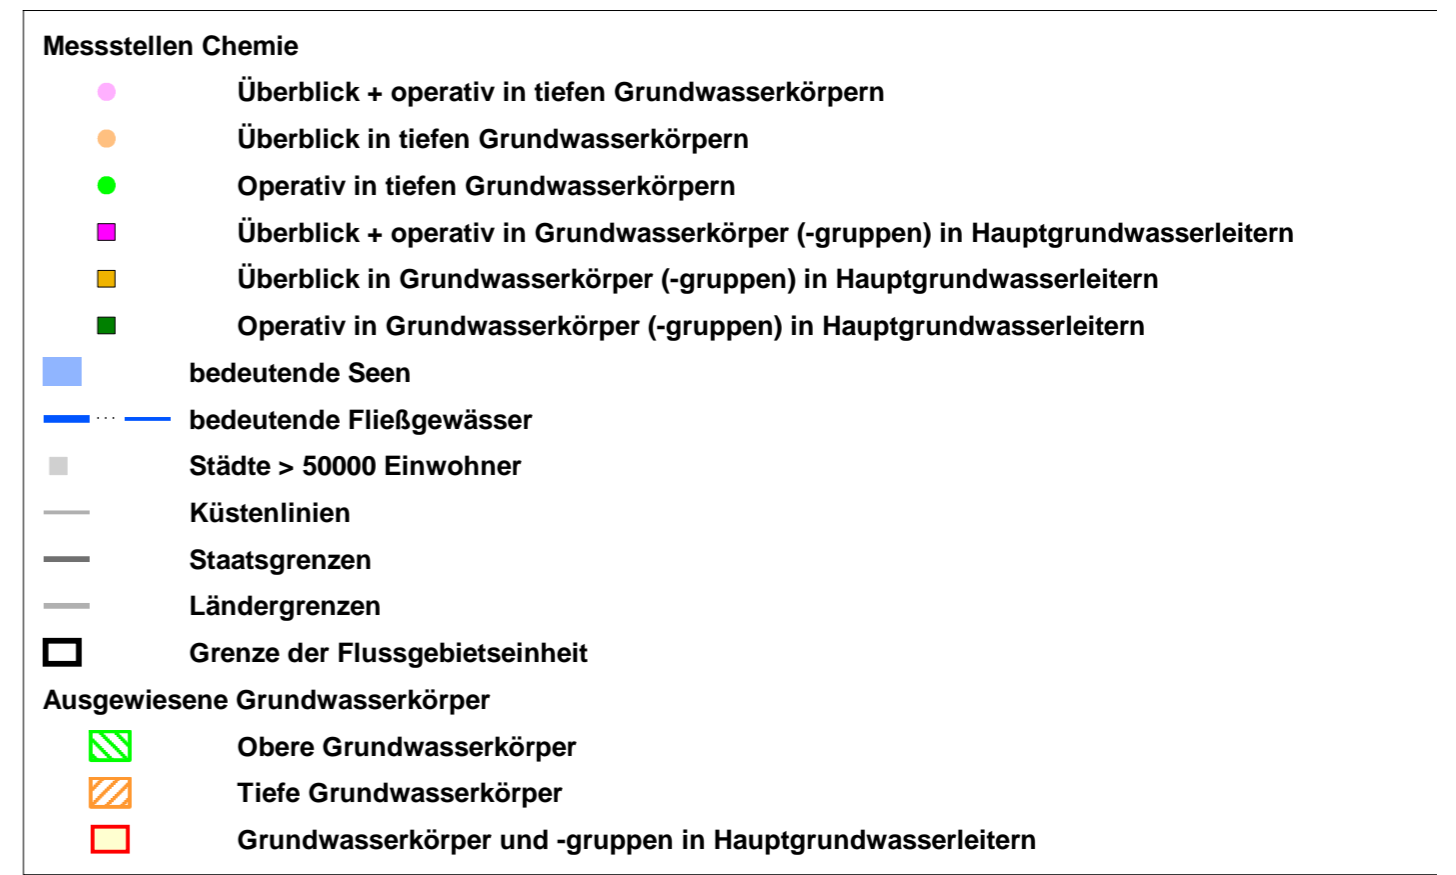 Messstellen Chemie
Überblick + operativ in tiefen Grundwasserkörpern
Überblick in tiefen Grundwasserkörpern
Operativ in tiefen Grundwasserkörpern
Überblick + operativ in Grundwasserkörper (-gruppen) in Hauptgrundwasserleitern
Überblick in Grundwasserkörper (-gruppen) in Hauptgrundwasserleitern
Operativ in Grundwasserkörper (-gruppen) in Hauptgrundwasserleitern
bedeutende Seen
bedeutende Fließgewässer
Städte > 50000 Einwohner
Küstenlinien
Staatsgrenzen
Ländergrenzen
Grenze der Flussgebietseinheit
Ausgewiesene Grundwasserkörper
Obere Grundwasserkörper
Tiefe Grundwasserkörper
Grundwasserkörper und -gruppen in Hauptgrundwasserleitern